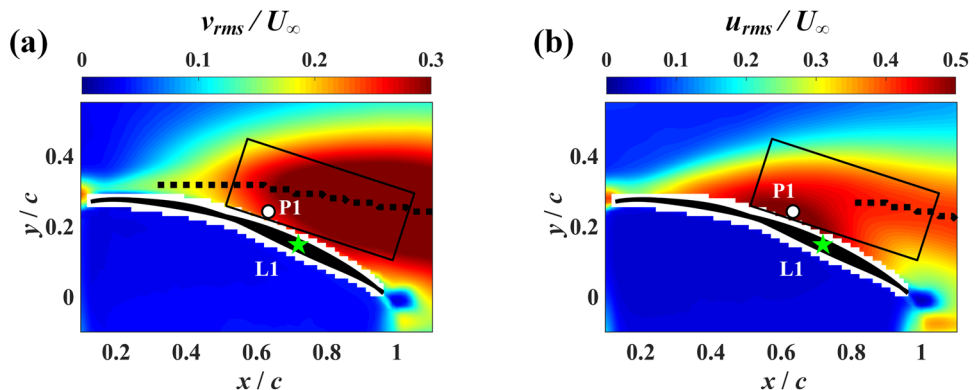 (a)
v_rms / U_∞
0 0.1 0.2 0.3
y / c
0.4
0.2
0
P1
L1
0.2 0.4 0.6 0.8 1
x / c
(b)
u_rms / U_∞
0 0.1 0.2 0.3 0.4 0.5
y / c
0.4
0.2
0
P1
L1
0.2 0.4 0.6 0.8 1
x / c